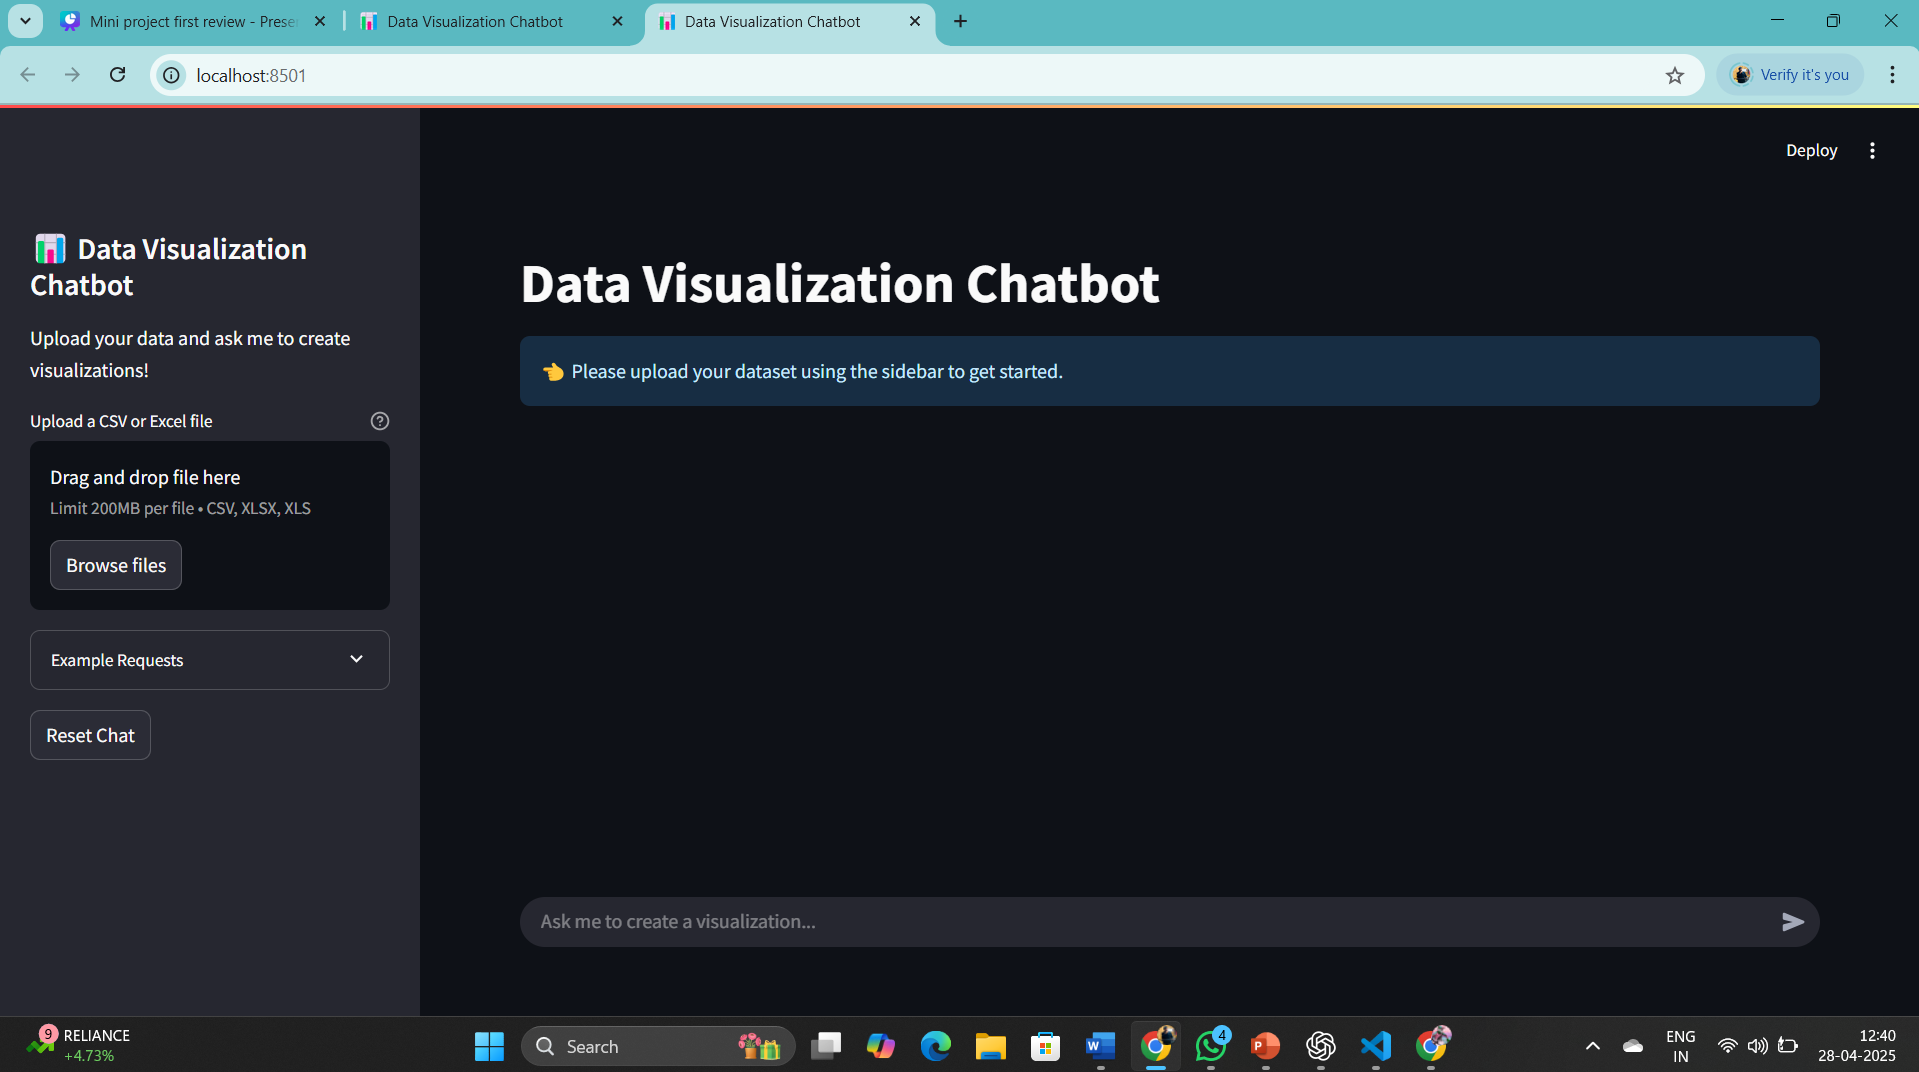 Mini project first review - Prese
Data Visualization Chatbot
Data Visualization Chatbot
localhost:8501
Verify it's you
Deploy
Data Visualization
Chatbot
Upload your data and ask me to create
visualizations!
Upload a CSV or Excel file
Drag and drop file here
Limit 200MB per file • CSV, XLSX, XLS
Browse files
Example Requests
Reset Chat
Data Visualization Chatbot
👈 Please upload your dataset using the sidebar to get started.
Ask me to create a visualization...
9
RELIANCE
+4.73%
Search
W
4
P
ENG
IN
12:40
28-04-2025